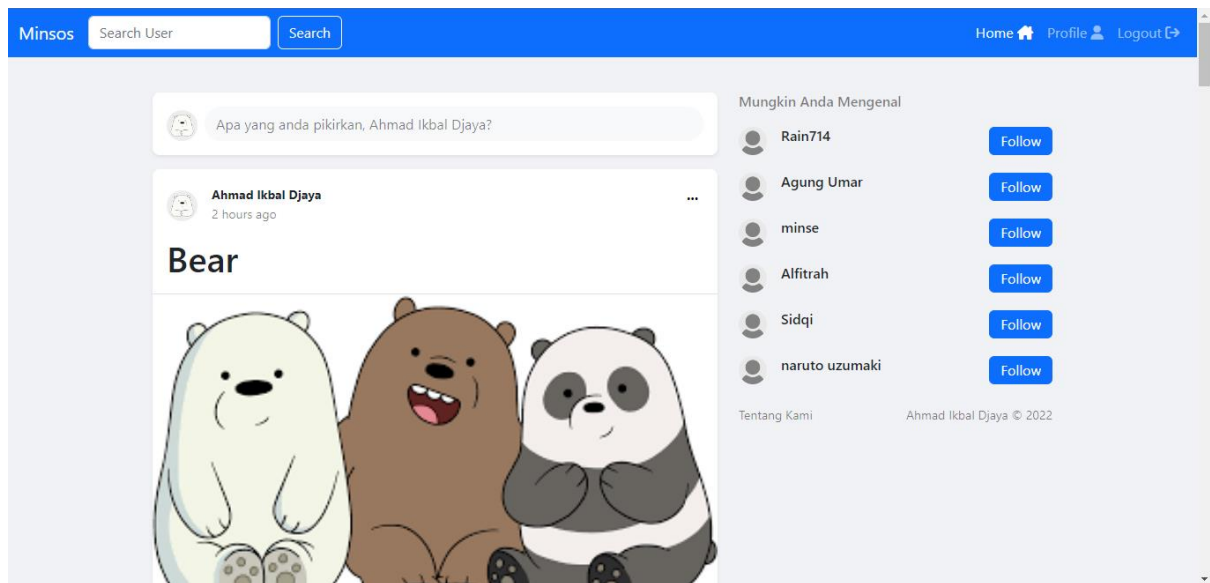 Minsos
Search User
Search
Home
Profile
Logout
Apa yang anda pikirkan, Ahmad Ikbal Djaya?
Ahmad Ikbal Djaya
2 hours ago
...
Bear
Mungkin Anda Mengenal
Rain714 Follow
Agung Umar Follow
minse Follow
Alfitrah Follow
Sidqi Follow
naruto uzumaki Follow
Tentang Kami Ahmad Ikbal Djaya © 2022